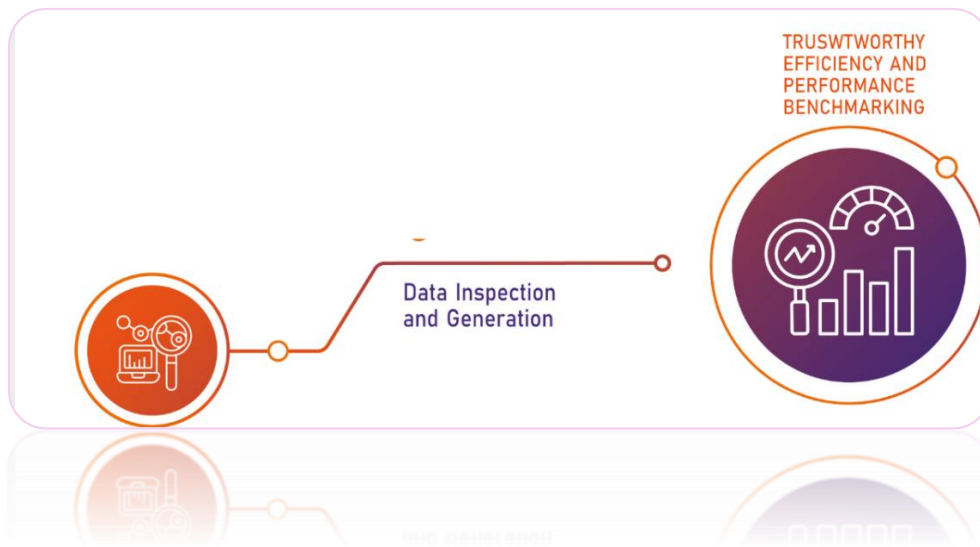 TRUSWTWORTHY
EFFICIENCY AND
PERFORMANCE
BENCHMARKING
Data Inspection
and Generation